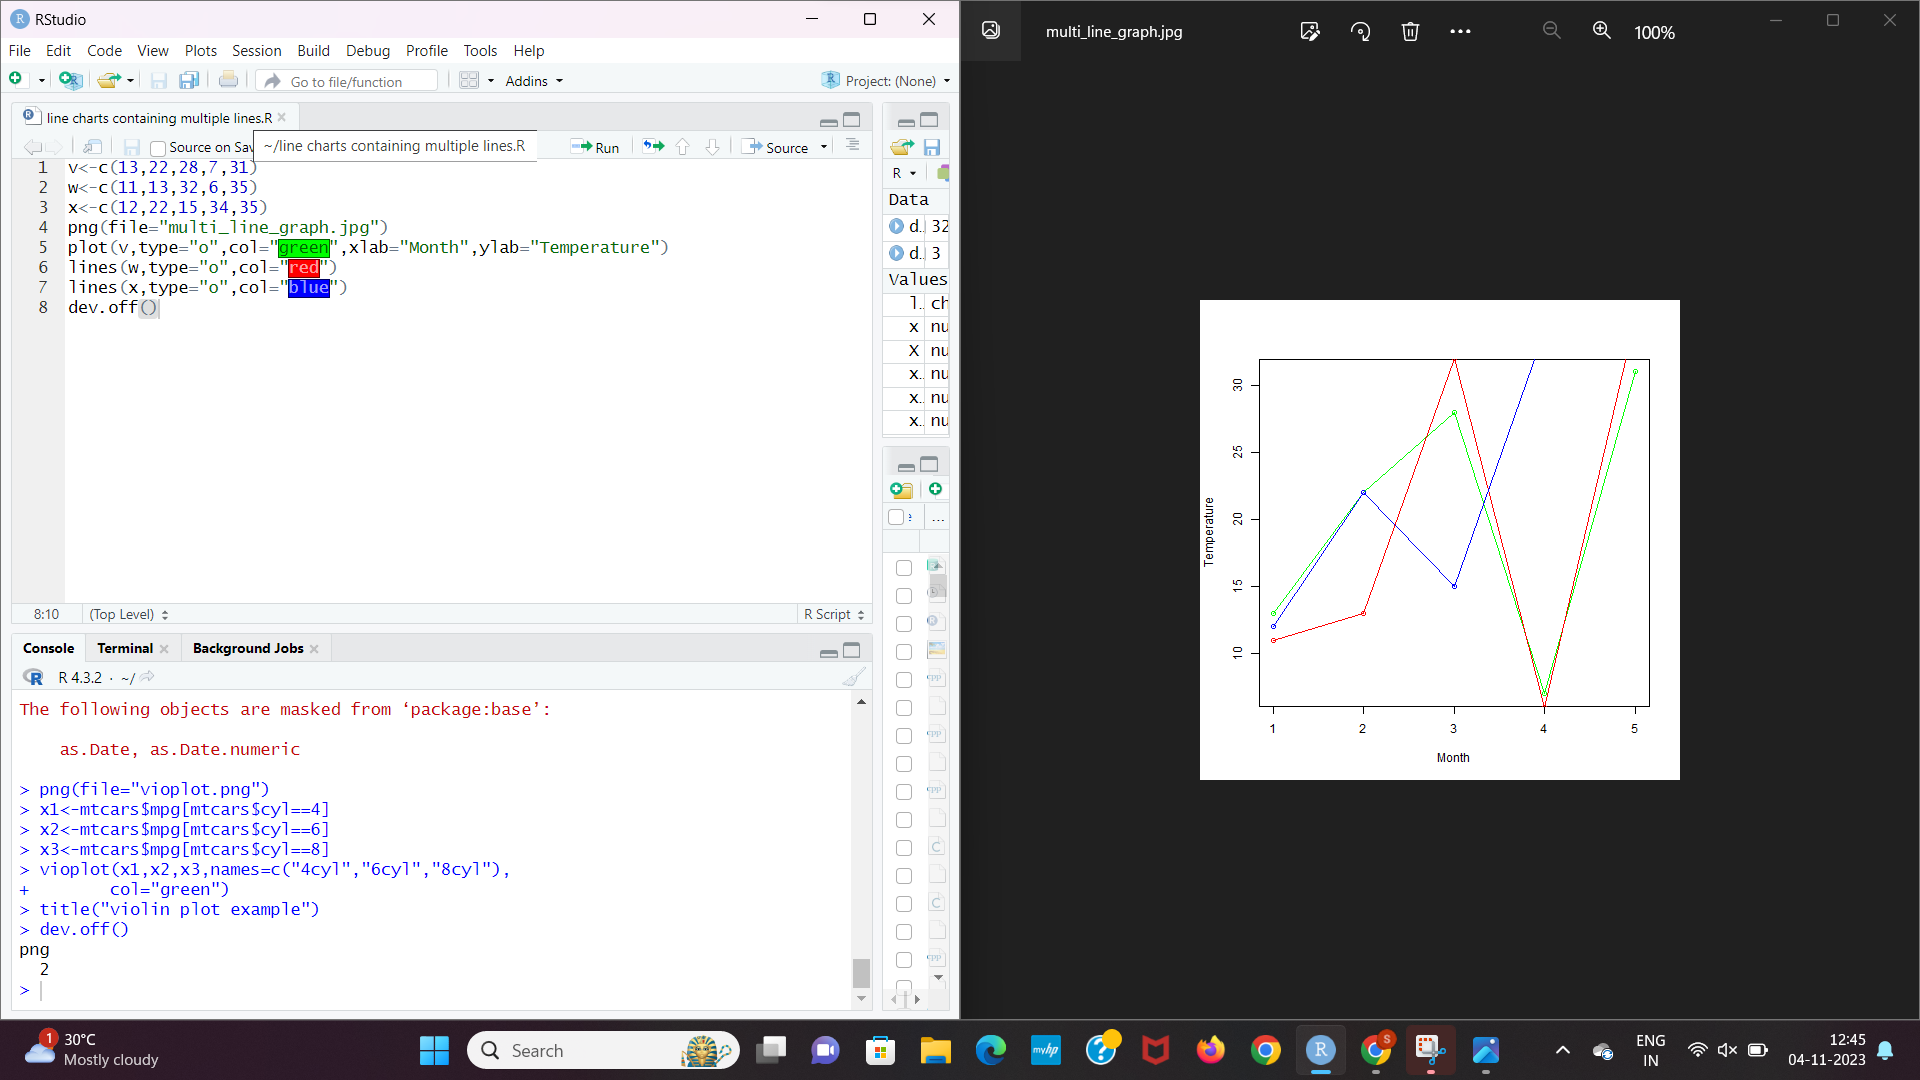 RStudio
File Edit Code View Plots Session Build Debug Profile Tools Help
Go to file/function
Addins
Project: (None)
line charts containing multiple lines.R
Source on Sav
~/line charts containing multiple lines.R
Run
Source
1 v<-c(13,22,28,7,31)
2 w<-c(11,13,32,6,35)
3 x<-c(12,22,15,34,35)
4 png(file="multi_line_graph.jpg")
5 plot(v,type="o",col="green",xlab="Month",ylab="Temperature")
6 lines(w,type="o",col="red")
7 lines(x,type="o",col="blue")
8 dev.off()
8:10 (Top Level) R Script
Console Terminal Background Jobs
R 4.3.2 · ~/
The following objects are masked from ‘package:base’:
as.Date, as.Date.numeric
> png(file="vioplot.png")
> x1<-mtcars$mpg[mtcars$cyl==4]
> x2<-mtcars$mpg[mtcars$cyl==6]
> x3<-mtcars$mpg[mtcars$cyl==8]
> vioplot(x1,x2,x3,names=c("4cyl","6cyl","8cyl"),
+ col="green")
> title("violin plot example")
> dev.off()
png
2
>
R
Data
d.. 32
d.. 3
Values
l.. ch
x nu
X nu
x.. nu
x.. nu
x.. nu
multi_line_graph.jpg
100%
30
25
20
15
10
Temperature
1 2 3 4 5
Month
1
30°C
Mostly cloudy
Search
myhp
S
ENG
IN
12:45
04-11-2023